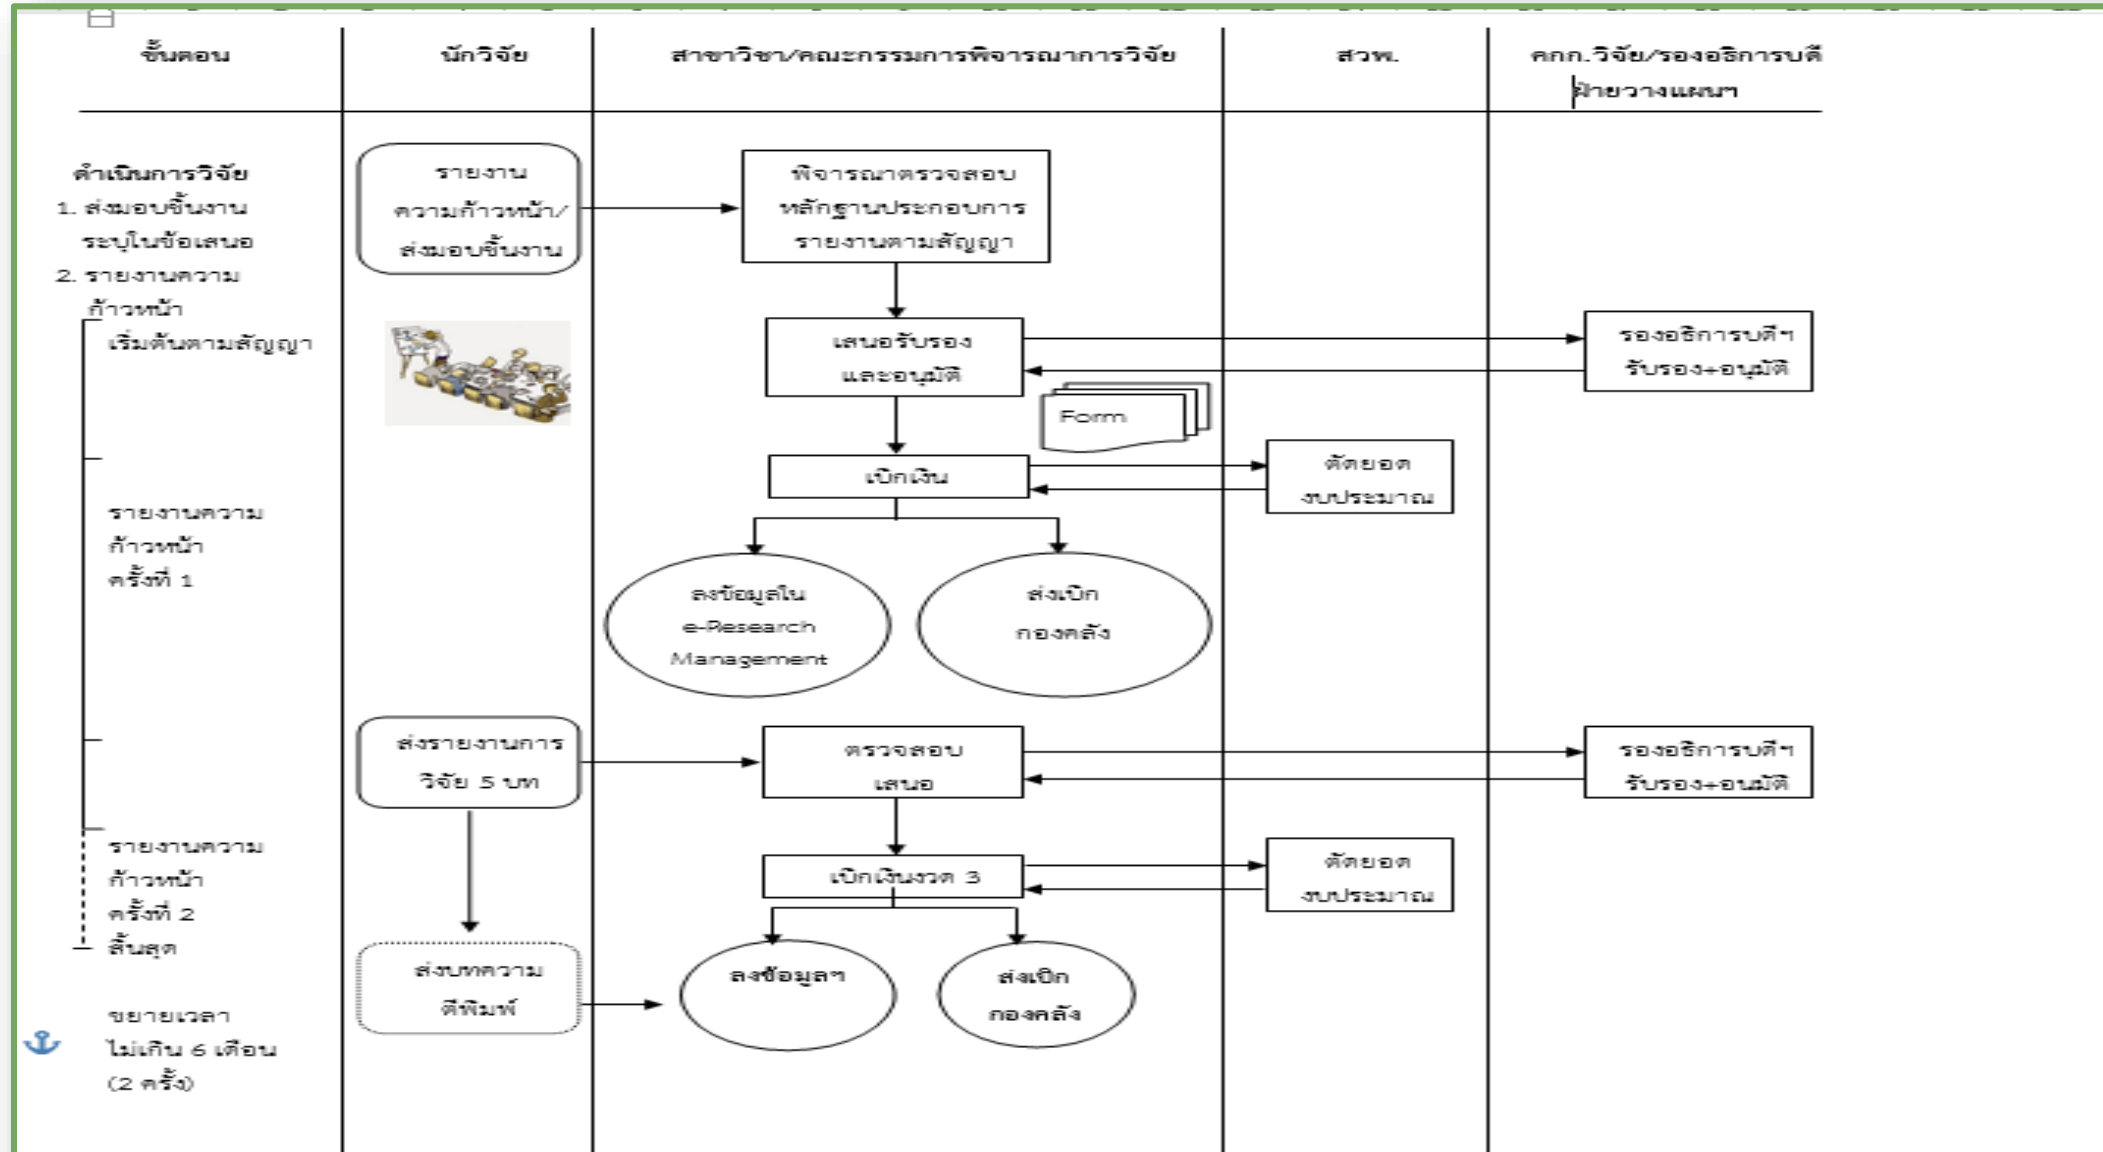 ขั้นตอน
นักวิจัย
สาขาวิชา/คณะกรรมการพิจารณาการวิจัย
สวพ.
คกก.วิจัย/รองอธิการบดี
ฝ่ายวางแผนฯ
ดำเนินการวิจัย
1. ส่งมอบชิ้นงาน
ระบุในข้อเสนอ
2. รายงานความ
ก้าวหน้า
เริ่มต้นตามสัญญา
รายงานความ
ก้าวหน้า
ครั้งที่ 1
รายงานความ
ก้าวหน้า
ครั้งที่ 2
สิ้นสุด
ขยายเวลา
ไม่เกิน 6 เดือน
(2 ครั้ง)
รายงาน
ความก้าวหน้า/
ส่งมอบชิ้นงาน
พิจารณาตรวจสอบ
หลักฐานประกอบการ
รายงานตามสัญญา
เสนอรับรอง
และอนุมัติ
รองอธิการบดีฯ
รับรอง+อนุมัติ
Form
เบิกเงิน
ตัดยอด
งบประมาณ
ลงข้อมูลใน
e-Research
Management
ส่งเบิก
กองคลัง
ส่งรายงานการ
วิจัย 5 บท
ตรวจสอบ
เสนอ
รองอธิการบดีฯ
รับรอง+อนุมัติ
เบิกเงินงวด 3
ตัดยอด
งบประมาณ
ส่งบทความ
ตีพิมพ์
ลงข้อมูลฯ
ส่งเบิก
กองคลัง